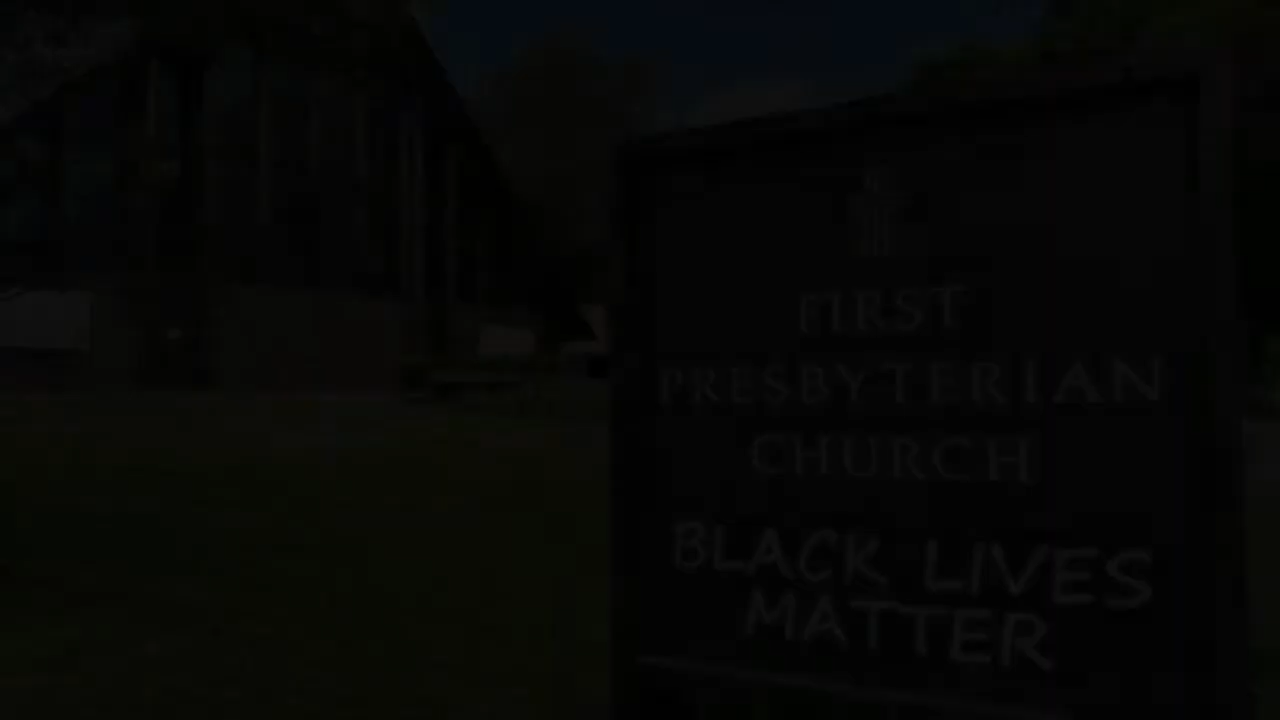 FIRST
PRESBYTERIAN
CHURCH
BLACK LIVES
MATTER